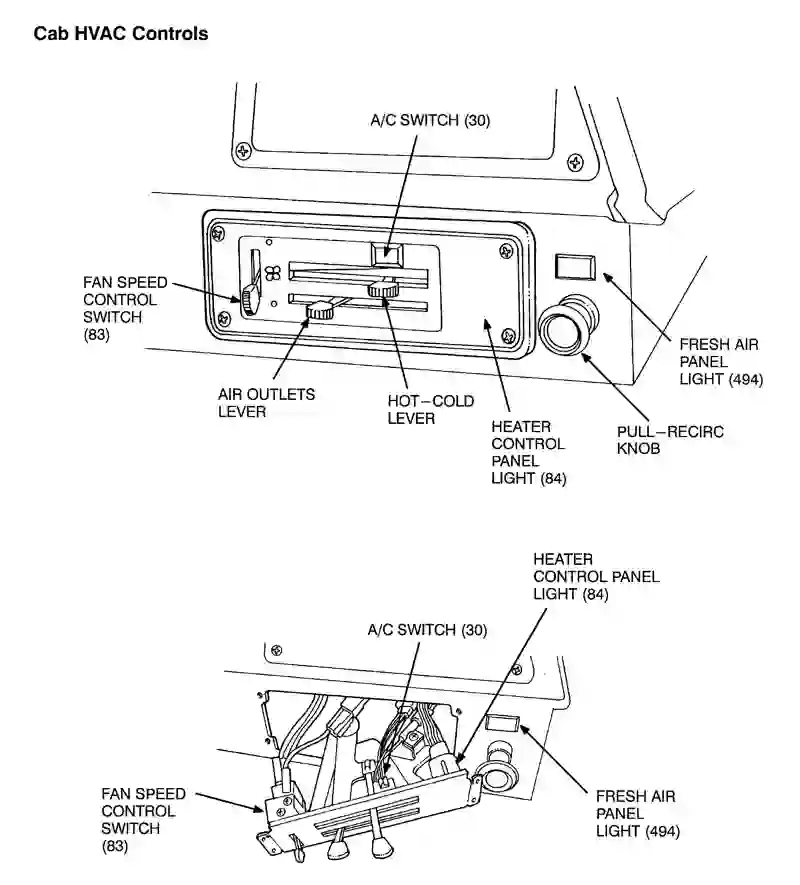 Cab HVAC Controls
A/C SWITCH (30)
FAN SPEED
CONTROL
SWITCH
(83)
AIR OUTLETS
LEVER
HOT–COLD
LEVER
HEATER
CONTROL
PANEL
LIGHT (84)
PULL–RECIRC
KNOB
FRESH AIR
PANEL
LIGHT (494)
HEATER
CONTROL PANEL
LIGHT (84)
A/C SWITCH (30)
FAN SPEED
CONTROL
SWITCH
(83)
FRESH AIR
PANEL
LIGHT (494)